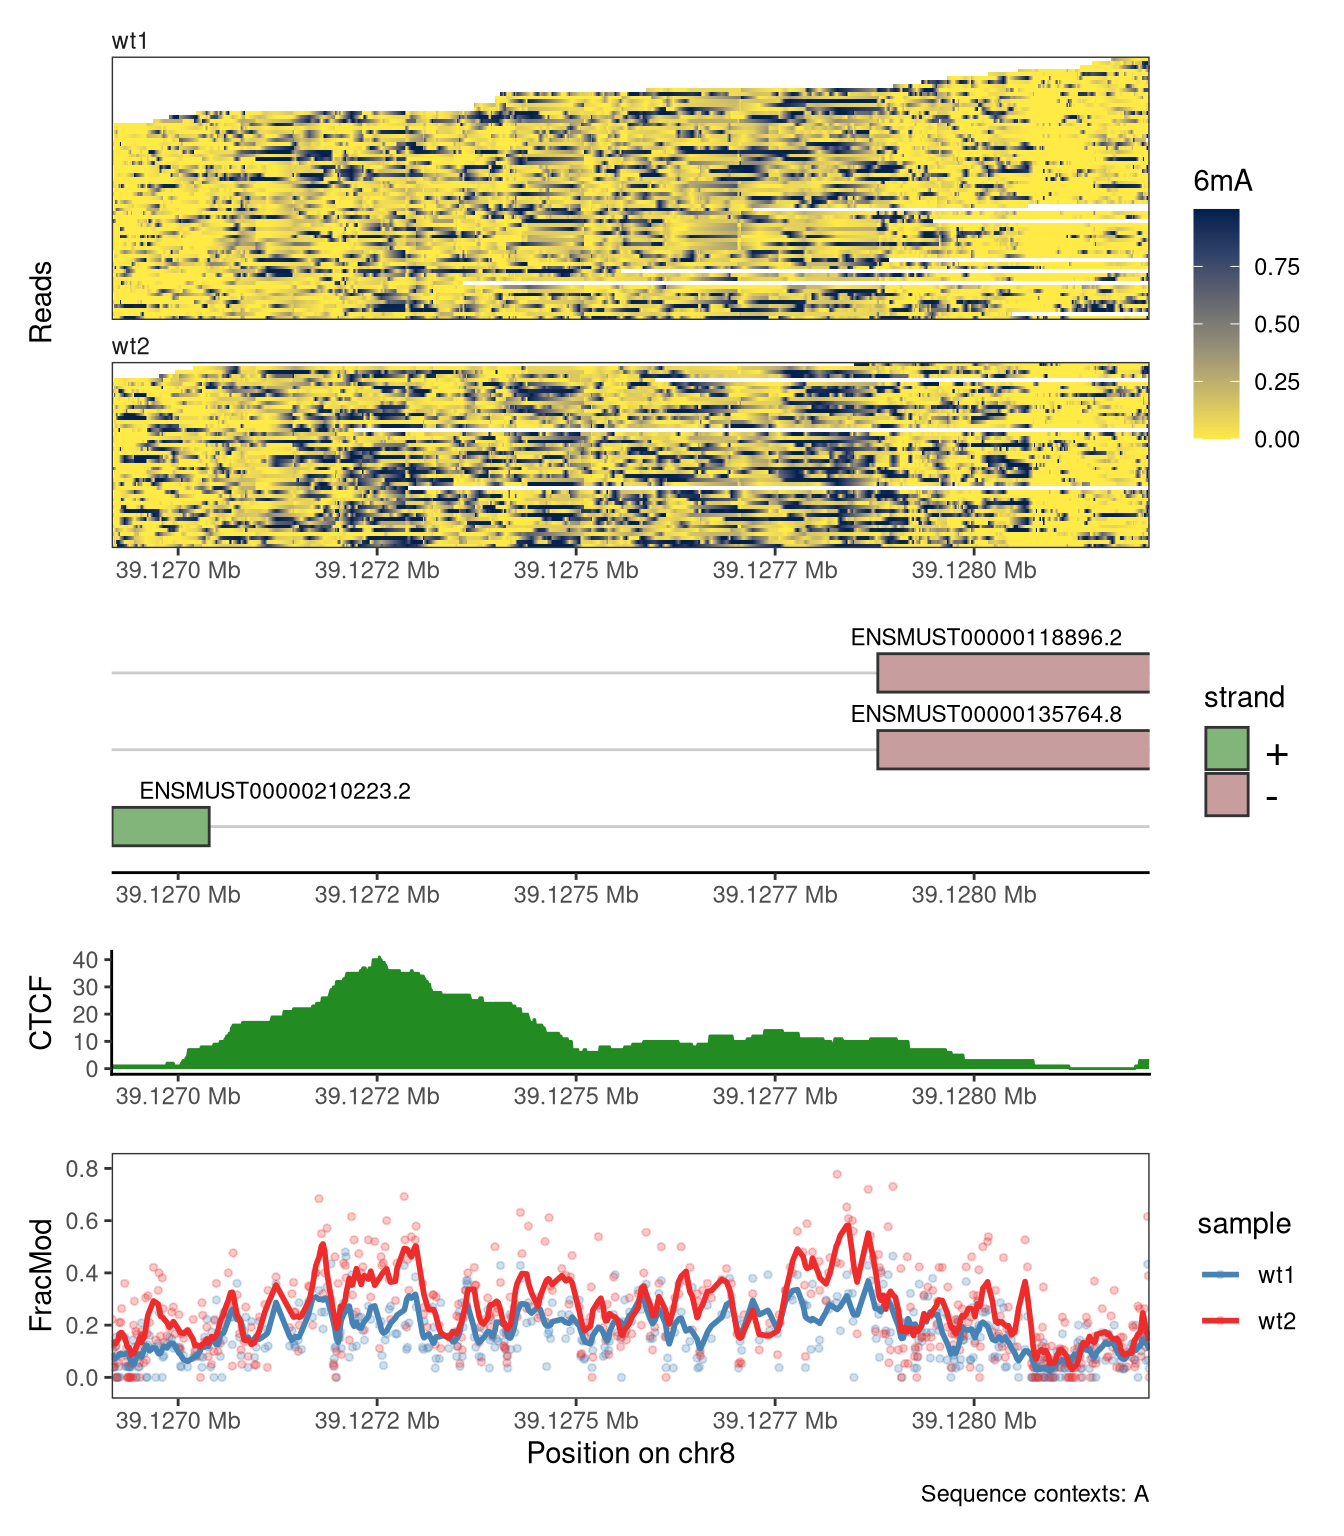 wt1
Reads
6mA
0.75
0.50
0.25
0.00
wt2
39.1270 Mb 39.1272 Mb 39.1275 Mb 39.1277 Mb 39.1280 Mb
ENSMUST00000118896.2
ENSMUST00000135764.8
ENSMUST00000210223.2
strand
+
-
39.1270 Mb 39.1272 Mb 39.1275 Mb 39.1277 Mb 39.1280 Mb
CTCF
40
30
20
10
0
39.1270 Mb 39.1272 Mb 39.1275 Mb 39.1277 Mb 39.1280 Mb
FracMod
0.8
0.6
0.4
0.2
0.0
sample
wt1
wt2
39.1270 Mb 39.1272 Mb 39.1275 Mb 39.1277 Mb 39.1280 Mb
Position on chr8
Sequence contexts: A